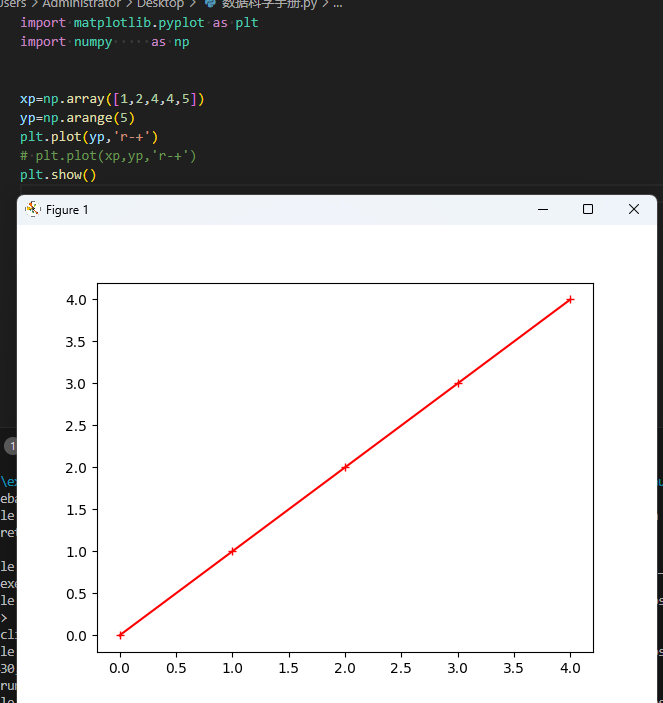 Users > Administrator > Desktop > 数据科学手册.py > ...
import matplotlib.pyplot as plt
import numpy·····as np
xp=np.array([1,2,4,4,5])
yp=np.arange(5)
plt.plot(yp,'r-+')
# plt.plot(xp,yp,'r-+')
plt.show()
Figure 1
4.0
3.5
3.0
2.5
2.0
1.5
1.0
0.5
0.0
0.0 0.5 1.0 1.5 2.0 2.5 3.0 3.5 4.0
1
\ex
eba
le
ret
le
exe
le
>
cli
le
30,
run
le